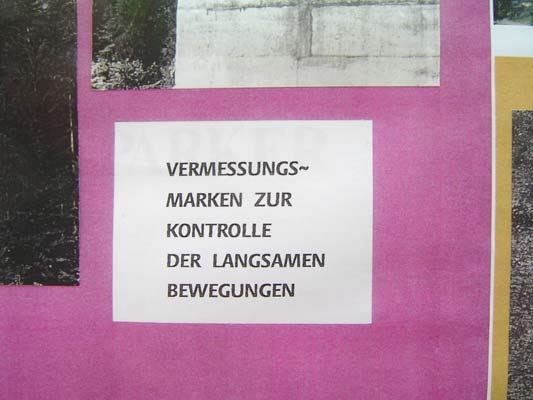 VERMESSUNGS~
MARKEN ZUR
KONTROLLE
DER LANGSAMEN
BEWEGUNGEN